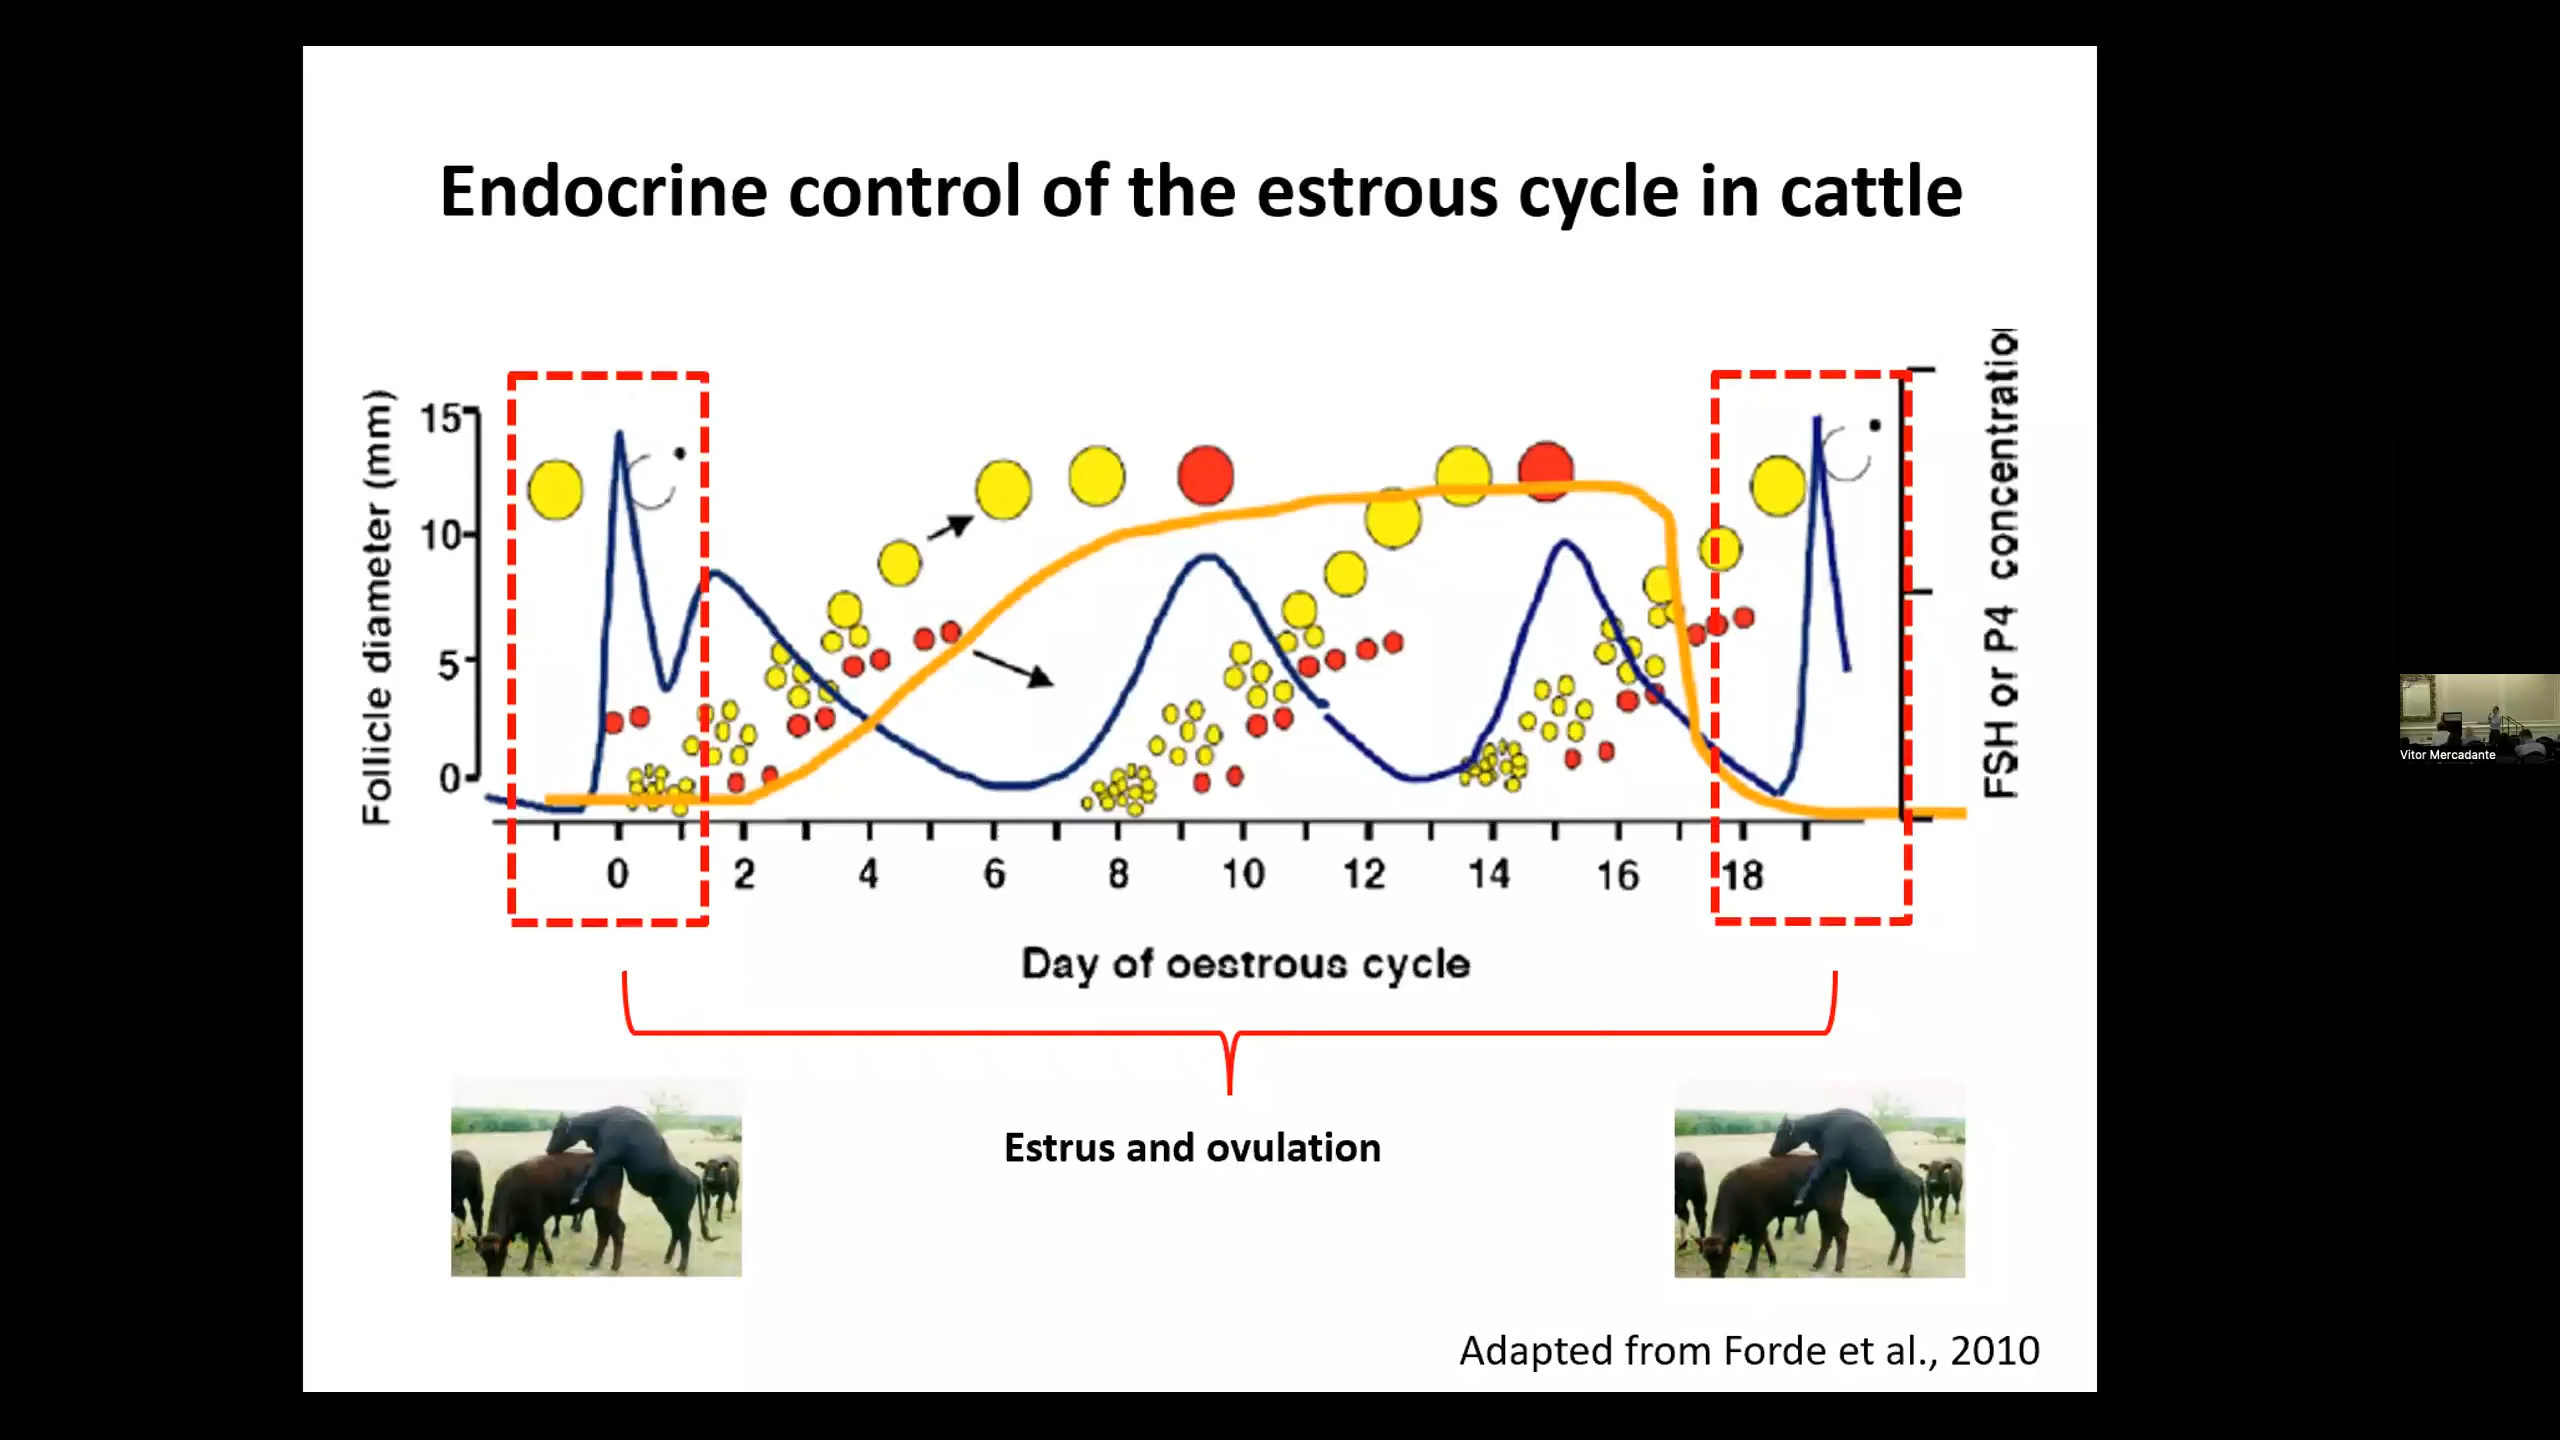 Endocrine control of the estrous cycle in cattle
Follicle diameter (mm)
15
10
5
0
FSH or P4 concentration
0 2 4 6 8 10 12 14 16 18
Day of oestrous cycle
Estrus and ovulation
Adapted from Forde et al., 2010
Vitor Mercadante